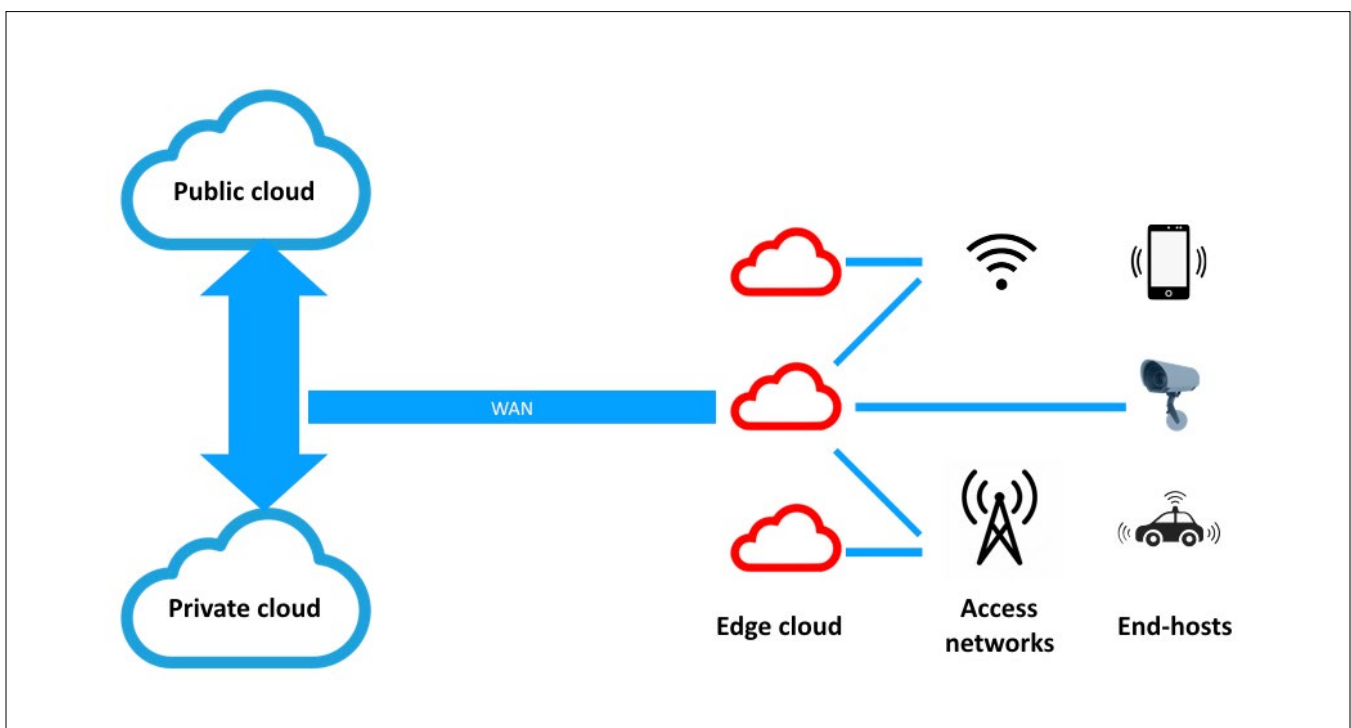 Public cloud
WAN
Private cloud
Edge cloud
Access
networks
End-hosts